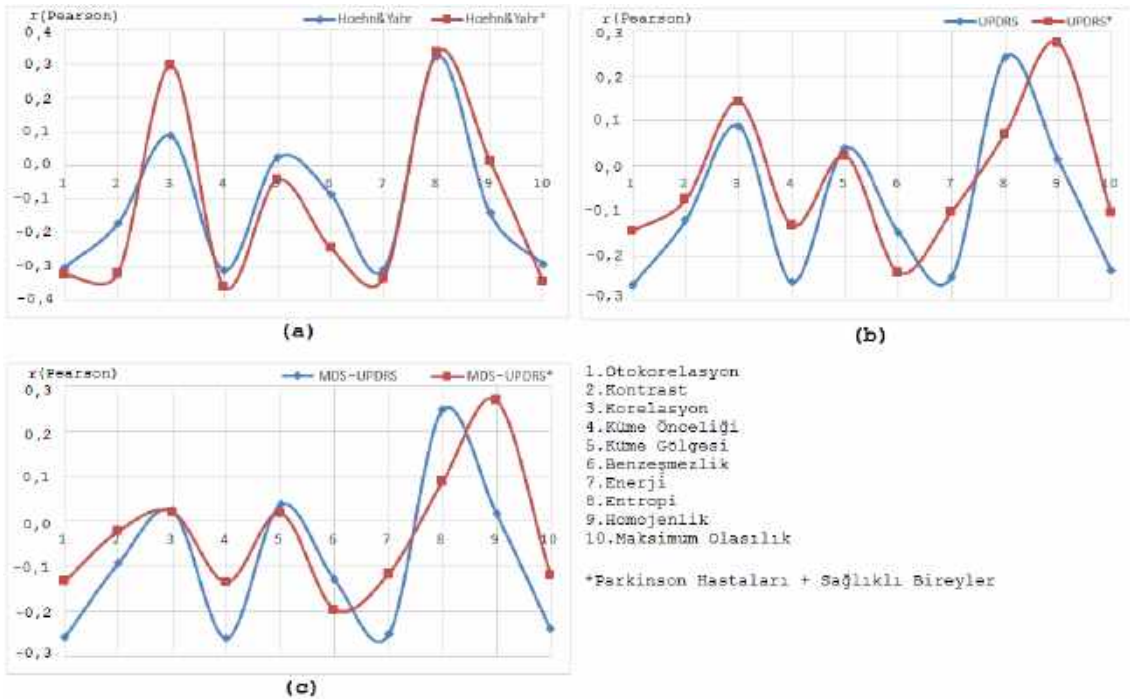 r(Pearson)
Hoehn&Yahr Hoehn&Yahr*
0,4
0,3
0,2
0,1
0,0
-0,1
-0,2
-0,3
-0,4
1 2 3 4 5 6 7 8 9 10
(a)
r(Pearson)
UPDRS UPDRS*
0,3
0,2
0,1
0,0
-0,1
-0,2
-0,3
1 2 3 4 5 6 7 8 9 10
(b)
r(Pearson)
MDS-UPDRS MDS-UPDRS*
0,3
0,2
0,1
0,0
-0,1
-0,2
-0,3
1 2 3 4 5 6 7 8 9 10
(c)
1.Otokorelasyon
2.Kontrast
3.Korelasyon
4.Küme Önceliği
5.Küme Gölgesi
6.Benzeşmezlik
7.Enerji
8.Entropi
9.Homojenlik
10.Maksimum Olasılık
*Parkinson Hastaları + Sağlıklı Bireyler